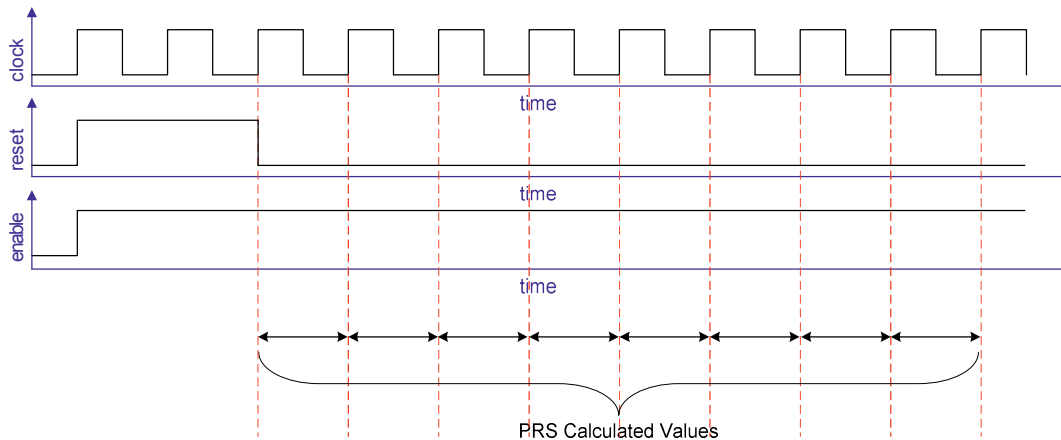 clock
time
reset
time
enable
time
PRS Calculated Values